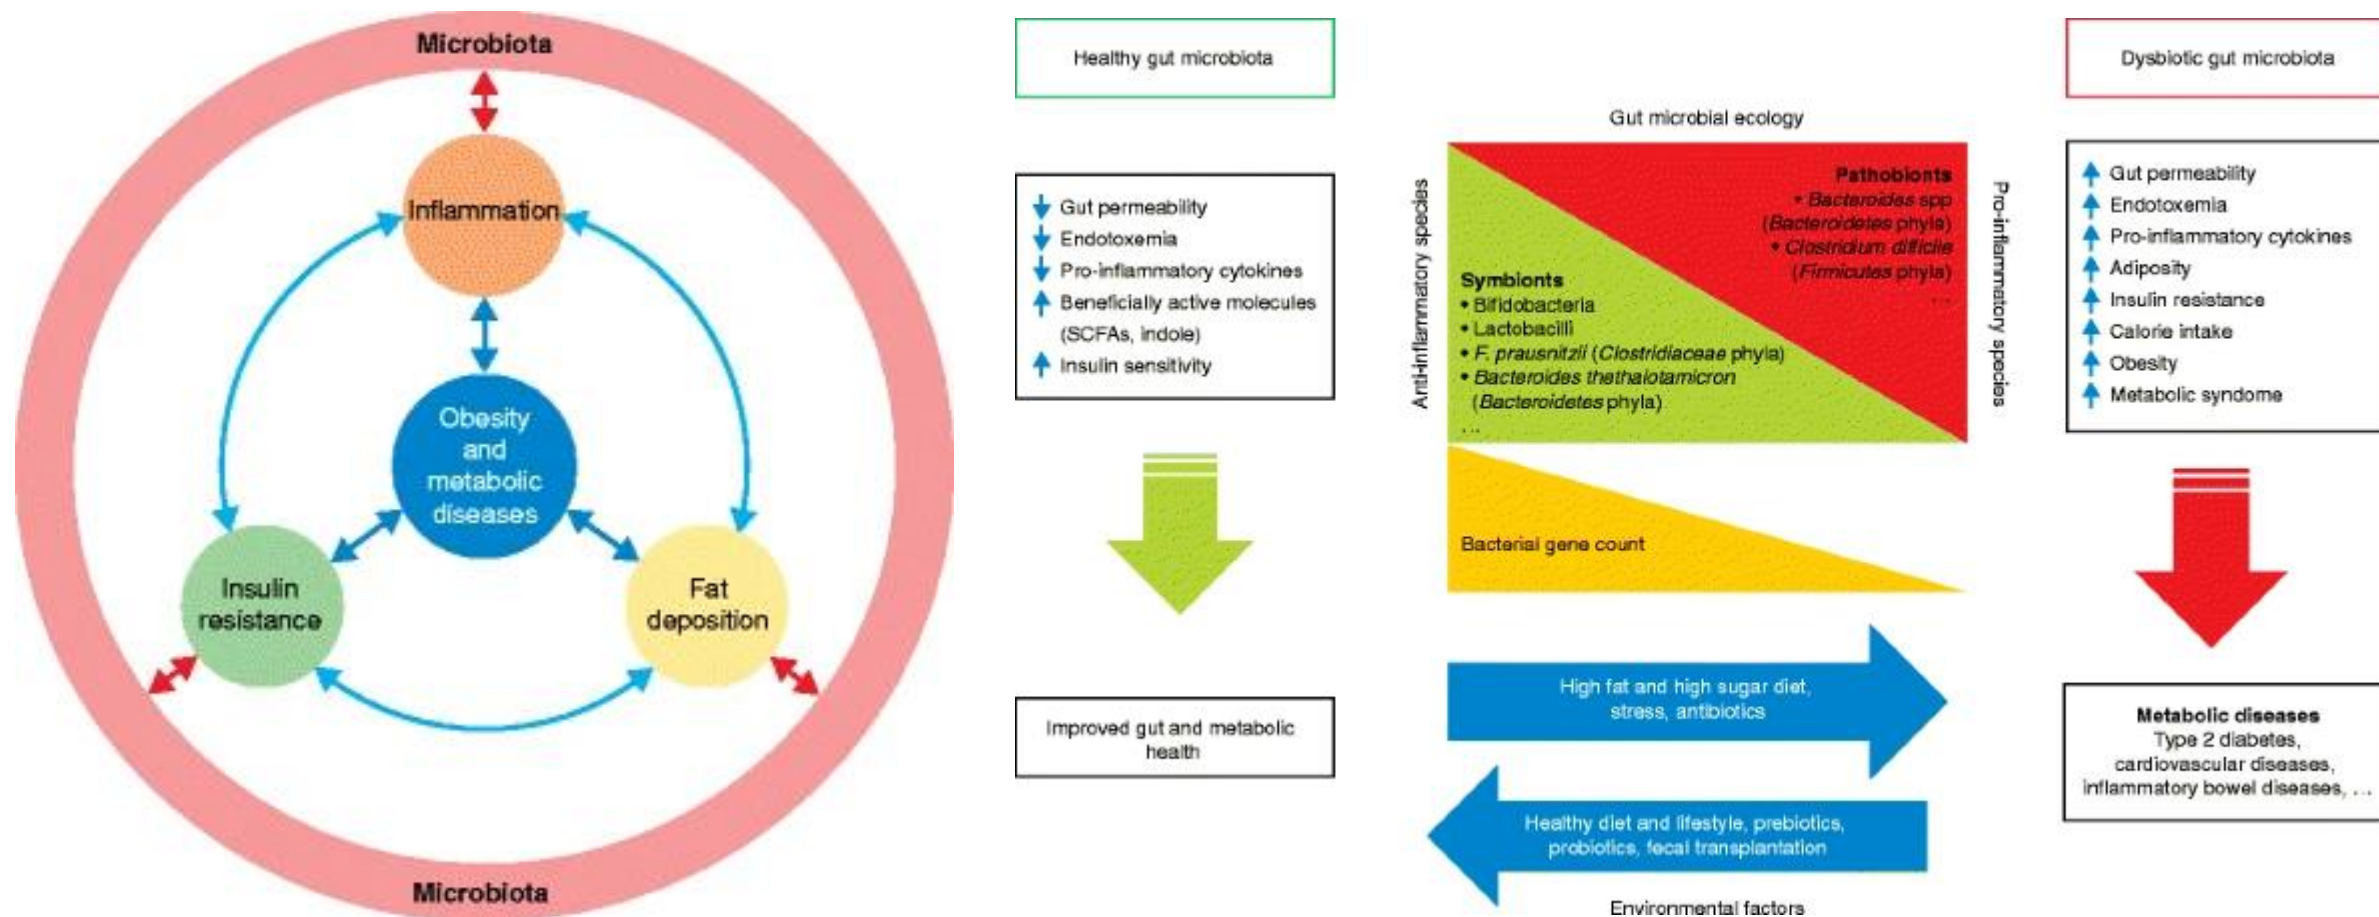 Microbiota
Inflammation
Obesity
and
metabolic
diseases
Insulin
resistance
Fat
deposition
Microbiota
Healthy gut microbiota
Gut permeability
Endotoxemia
Pro-inflammatory cytokines
Beneficially active molecules
(SCFAs, indole)
Insulin sensitivity
Improved gut and metabolic
health
Gut microbial ecology
Anti-inflammatory species
Pathobionts
• Bacteroides spp
(Bacteroidetes phyla)
• Clostridium difficile
(Firmicutes phyla)
...
Symbionts
• Bifidobacteria
• Lactobacilli
• F. prausnitzii (Clostridiaceae phyla)
• Bacteroides thethaiotamicron
(Bacteroidetes phyla)
...
Pro-inflammatory species
Bacterial gene count
High fat and high sugar diet,
stress, antibiotics
Healthy diet and lifestyle, prebiotics,
probiotics, fecal transplantation
Environmental factors
Dysbiotic gut microbiota
Gut permeability
Endotoxemia
Pro-inflammatory cytokines
Adiposity
Insulin resistance
Calorie intake
Obesity
Metabolic syndome
Metabolic diseases
Type 2 diabetes,
cardiovascular diseases,
inflammatory bowel diseases, ...